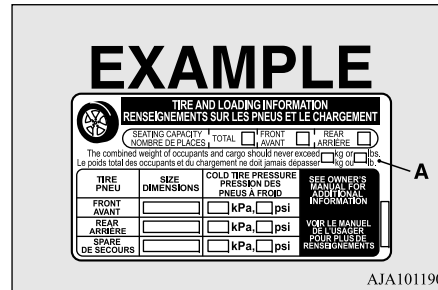 EXAMPLE
TIRE AND LOADING INFORMATION
RENSEIGNEMENTS SUR LES PNEUS ET LE CHARGEMENT
SEATING CAPACITY TOTAL FRONT REAR
NOMBRE DE PLACES AVANT ARRIÈRE
The combined weight of occupants and cargo should never exceed kg or lbs.
Le poids total des occupants et du chargement ne doit jamais dépasser kg ou lb.
A
TIRE SIZE COLD TIRE PRESSURE
PNEU DIMENSIONS PRESSION DES
PNEUS À FROID
SEE OWNER'S
MANUAL FOR
ADDITIONAL
INFORMATION
FRONT
AVANT kPa, psi
REAR
ARRIÈRE kPa, psi
SPARE
DE SECOURS kPa, psi
VOIR LE MANUEL
DE L'USAGER
POUR PLUS DE
RENSEIGNEMENTS
AJA101190